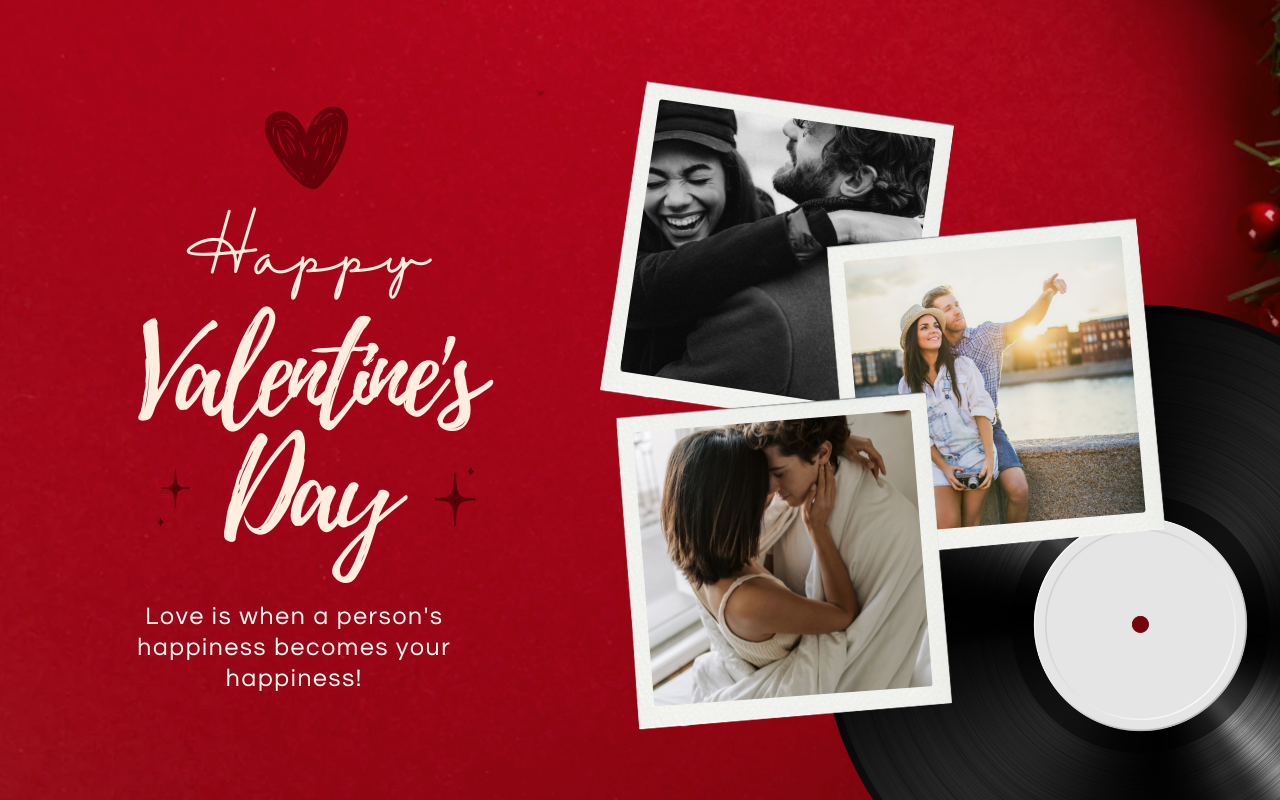 Happy
Valentine's
Day
Love is when a person's
happiness becomes your
happiness!